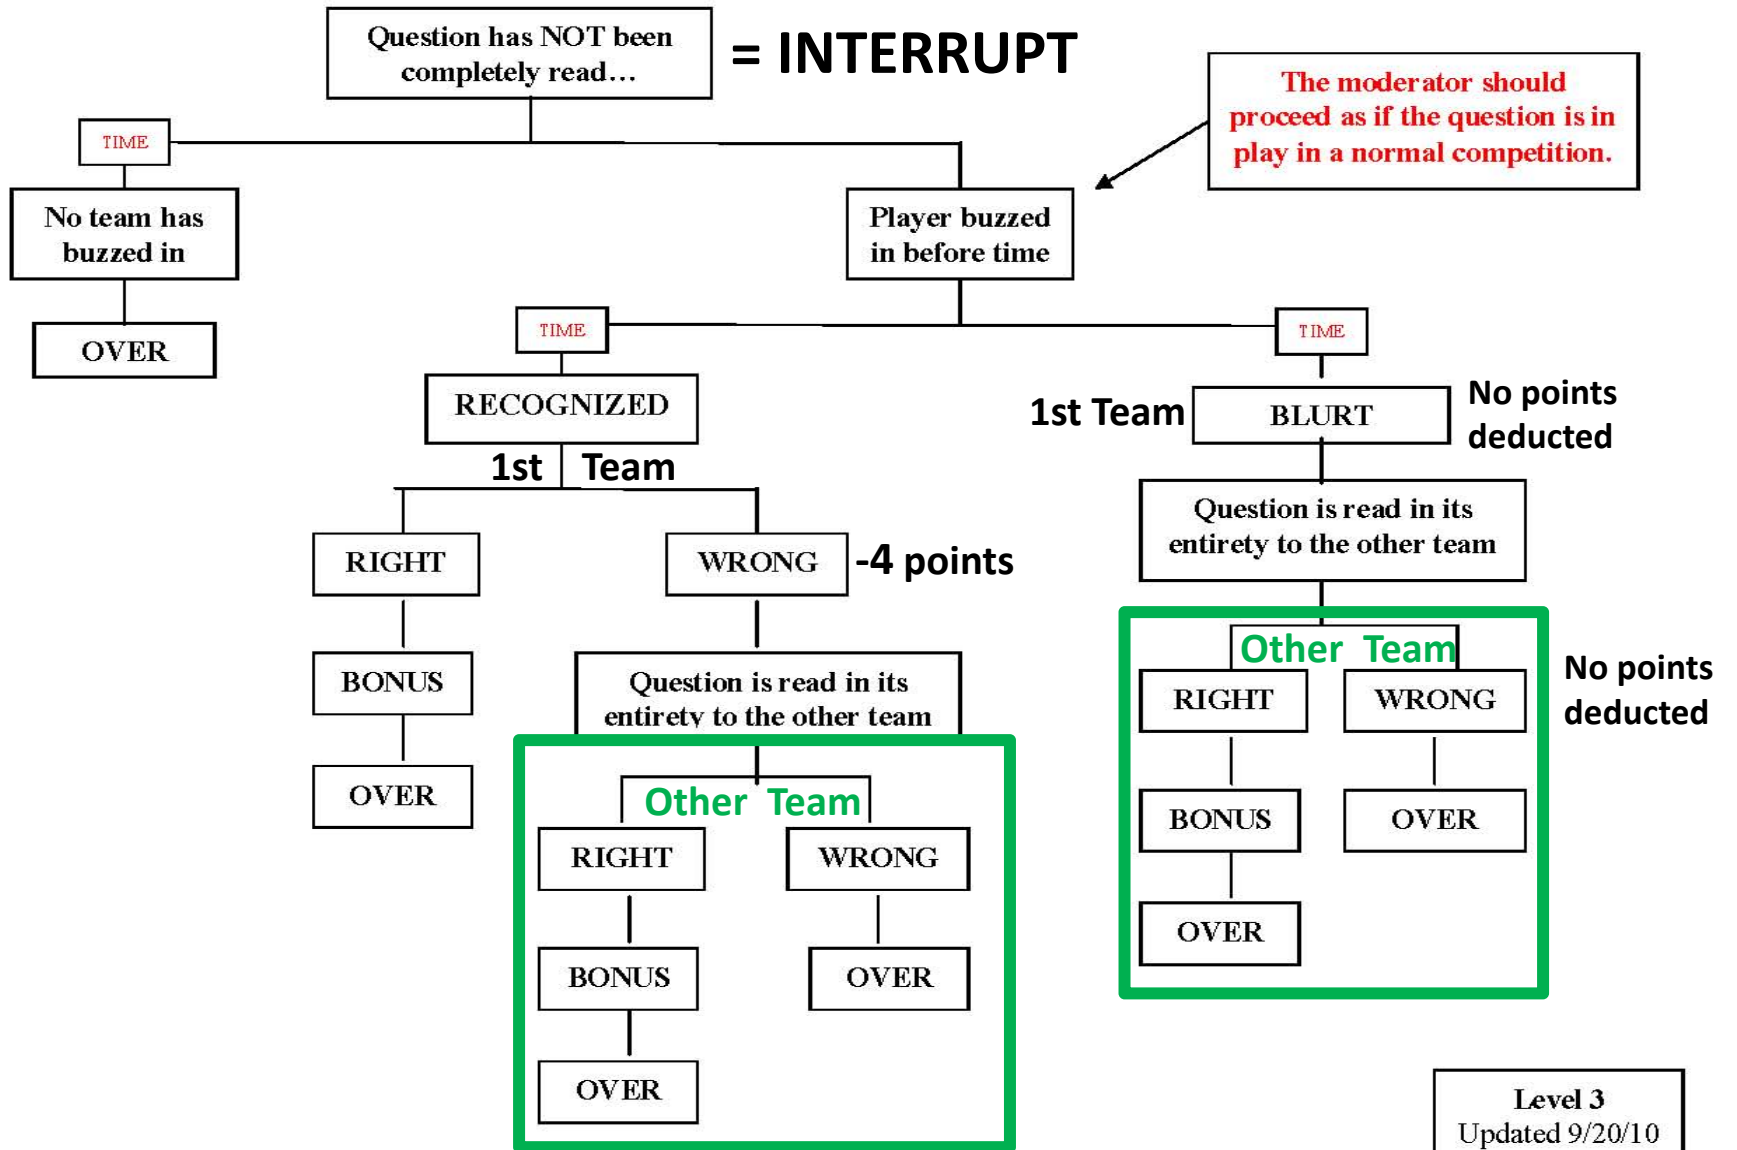 Question has NOT been
completely read…
= INTERRUPT
The moderator should
proceed as if the question is in
play in a normal competition.
TIME
No team has
buzzed in
OVER
Player buzzed
in before time
TIME
TIME
RECOGNIZED
1st Team
1st Team
BLURT
No points
deducted
RIGHT
WRONG
-4 points
Question is read in its
entirety to the other team
BONUS
OVER
Question is read in its
entirety to the other team
Other Team
RIGHT
WRONG
BONUS
OVER
OVER
Other Team
RIGHT
WRONG
No points
deducted
BONUS
OVER
OVER
Level 3
Updated 9/20/10